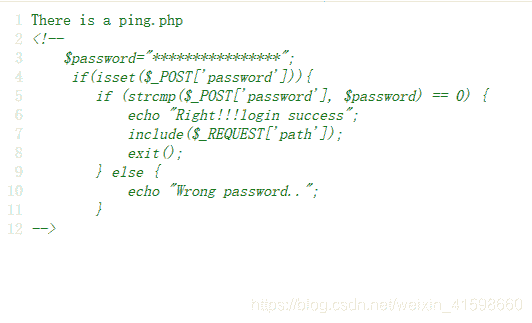 1 There is a ping.php
2 <!--
3 $password="****************";
4 if(isset($_POST['password'])){
5 if (strcmp($_POST['password'], $password) == 0) {
6 echo "Right!!!login success";
7 include($_REQUEST['path']);
8 exit();
9 } else {
10 echo "Wrong password..";
11 }
12 -->
https://blog.csdn.net/weixin_41598660